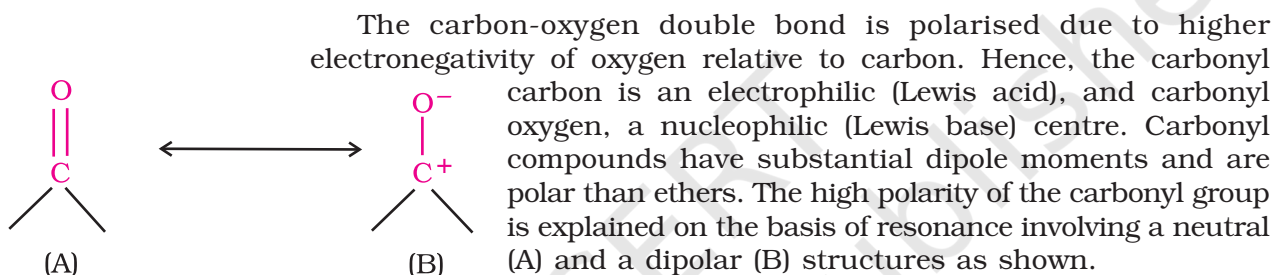 The carbon-oxygen double bond is polarised due to higher
electronegativity of oxygen relative to carbon. Hence, the carbonyl
carbon is an electrophilic (Lewis acid), and carbonyl
oxygen, a nucleophilic (Lewis base) centre. Carbonyl
compounds have substantial dipole moments and are
polar than ethers. The high polarity of the carbonyl group
is explained on the basis of resonance involving a neutral
(A) and a dipolar (B) structures as shown.
O
C
(A)
O−
C+
(B)